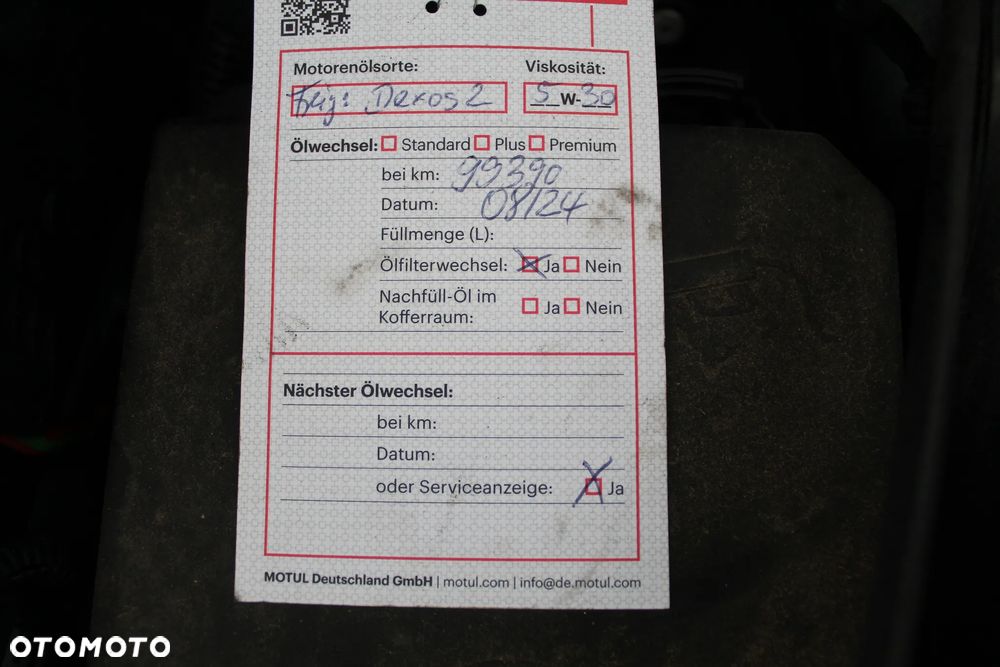 Motorenölsorte: Viskosität:
Freig: Dexos 2 5 W-30
Ölwechsel: Standard Plus Premium
bei km: 99390
Datum: 08/24
Füllmenge (L):
Ölfilterwechsel: Ja Nein
Nachfüll-Öl im
Kofferraum: Ja Nein
Nächster Ölwechsel:
bei km:
Datum:
oder Serviceanzeige: Ja
MOTUL Deutschland GmbH | motul.com | info@de.motul.com
OTOMOTO